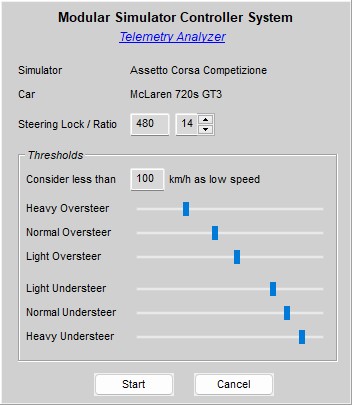 Modular Simulator Controller System
Telemetry Analyzer
Simulator Assetto Corsa Competizione
Car McLaren 720s GT3
Steering Lock / Ratio 480 14
Thresholds
Consider less than 100 km/h as low speed
Heavy Oversteer
Normal Oversteer
Light Oversteer
Light Understeer
Normal Understeer
Heavy Understeer
Start Cancel